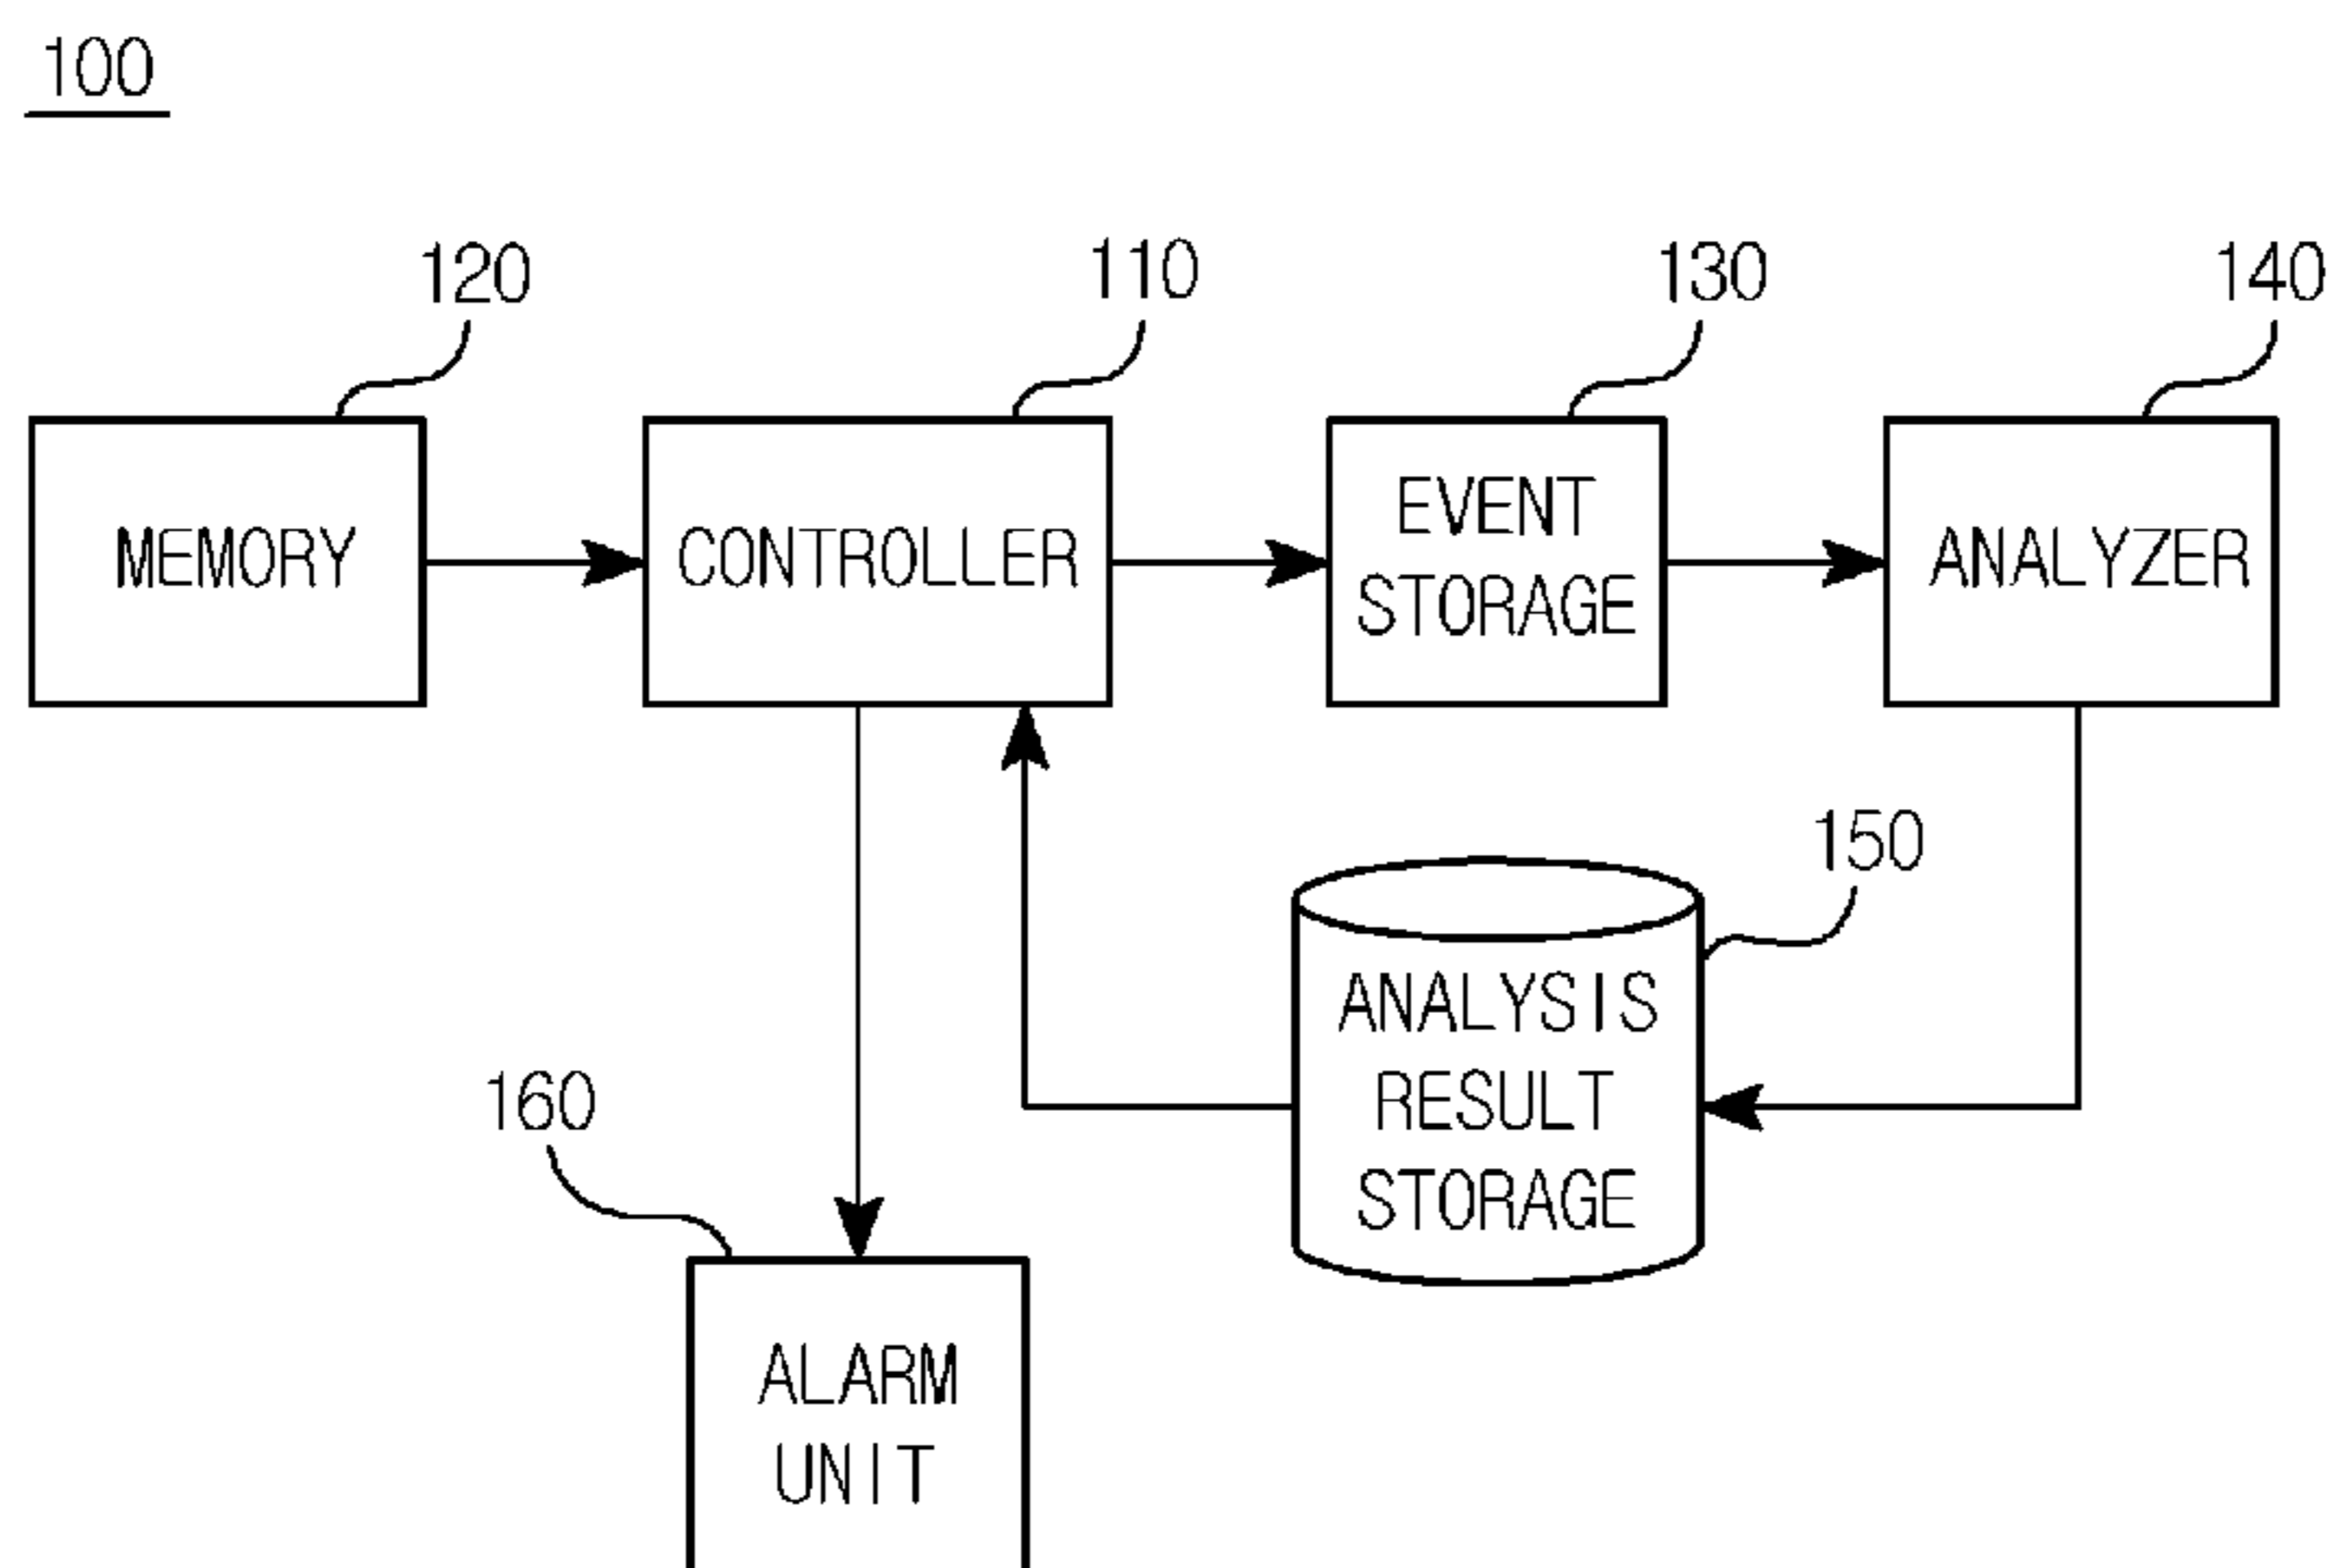 100
120
110
130
140
MEMORY
CONTROLLER
EVENT
STORAGE
ANALYZER
150
ANALYSIS
RESULT
STORAGE
160
ALARM
UNIT